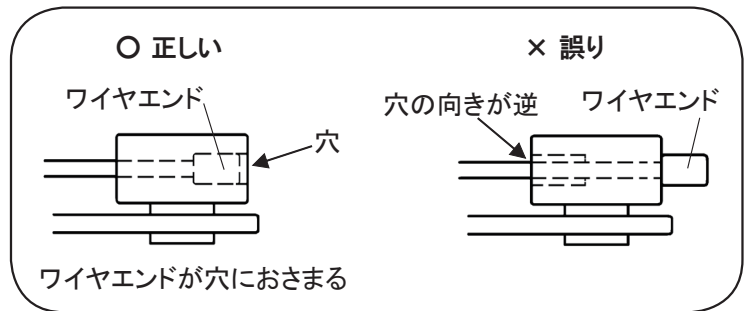 ○ 正しい
ワイヤエンド
穴
ワイヤエンドが穴におさまる
× 誤り
穴の向きが逆
ワイヤエンド